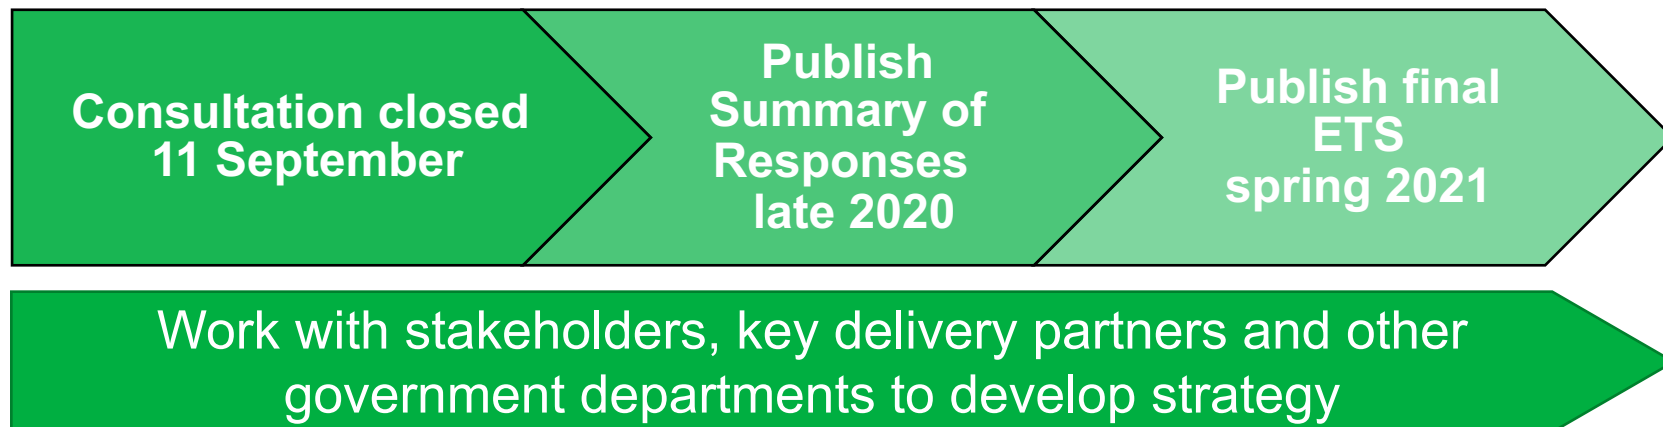 Consultation closed
11 September
Publish
Summary of
Responses
late 2020
Publish final
ETS
spring 2021
Work with stakeholders, key delivery partners and other
government departments to develop strategy